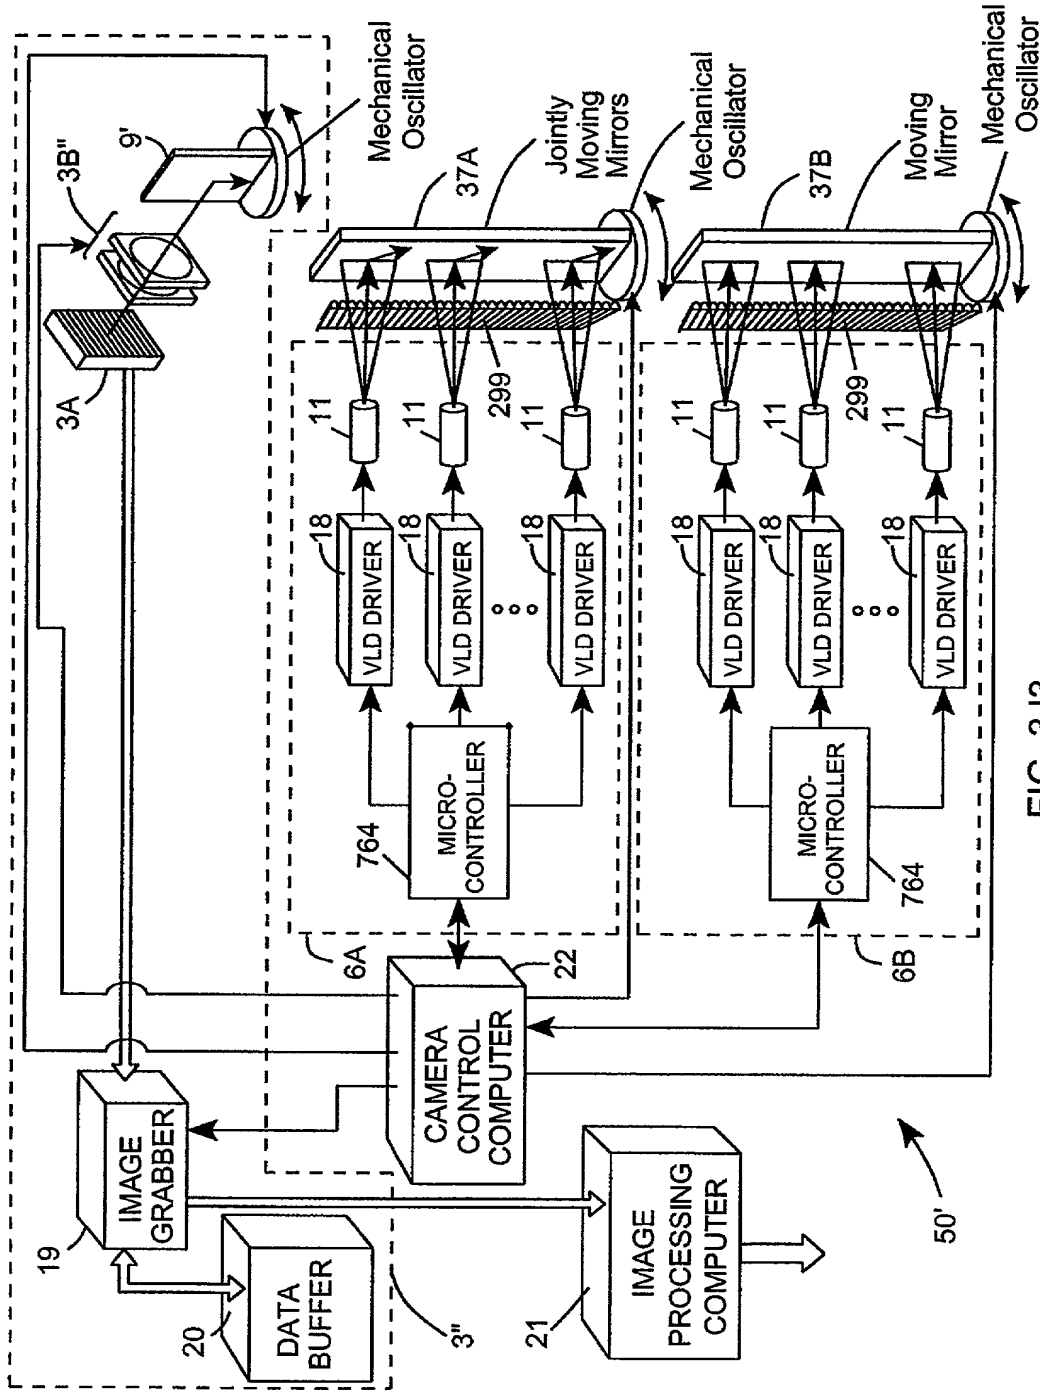 19
IMAGE
GRABBER
20
DATA
BUFFER
3"
3A
3B"
9'
Mechanical
Oscillator
6A
764
MICRO-
CONTROLLER
18
VLD DRIVER
11
18
VLD DRIVER
11
18
VLD DRIVER
11
299
37A
Jointly
Moving
Mirrors
Mechanical
Oscillator
22
CAMERA
CONTROL
COMPUTER
21
IMAGE
PROCESSING
COMPUTER
6B
764
MICRO-
CONTROLLER
18
VLD DRIVER
11
18
VLD DRIVER
11
18
VLD DRIVER
11
299
37B
Moving
Mirror
Mechanical
Oscillator
50'
FIG.